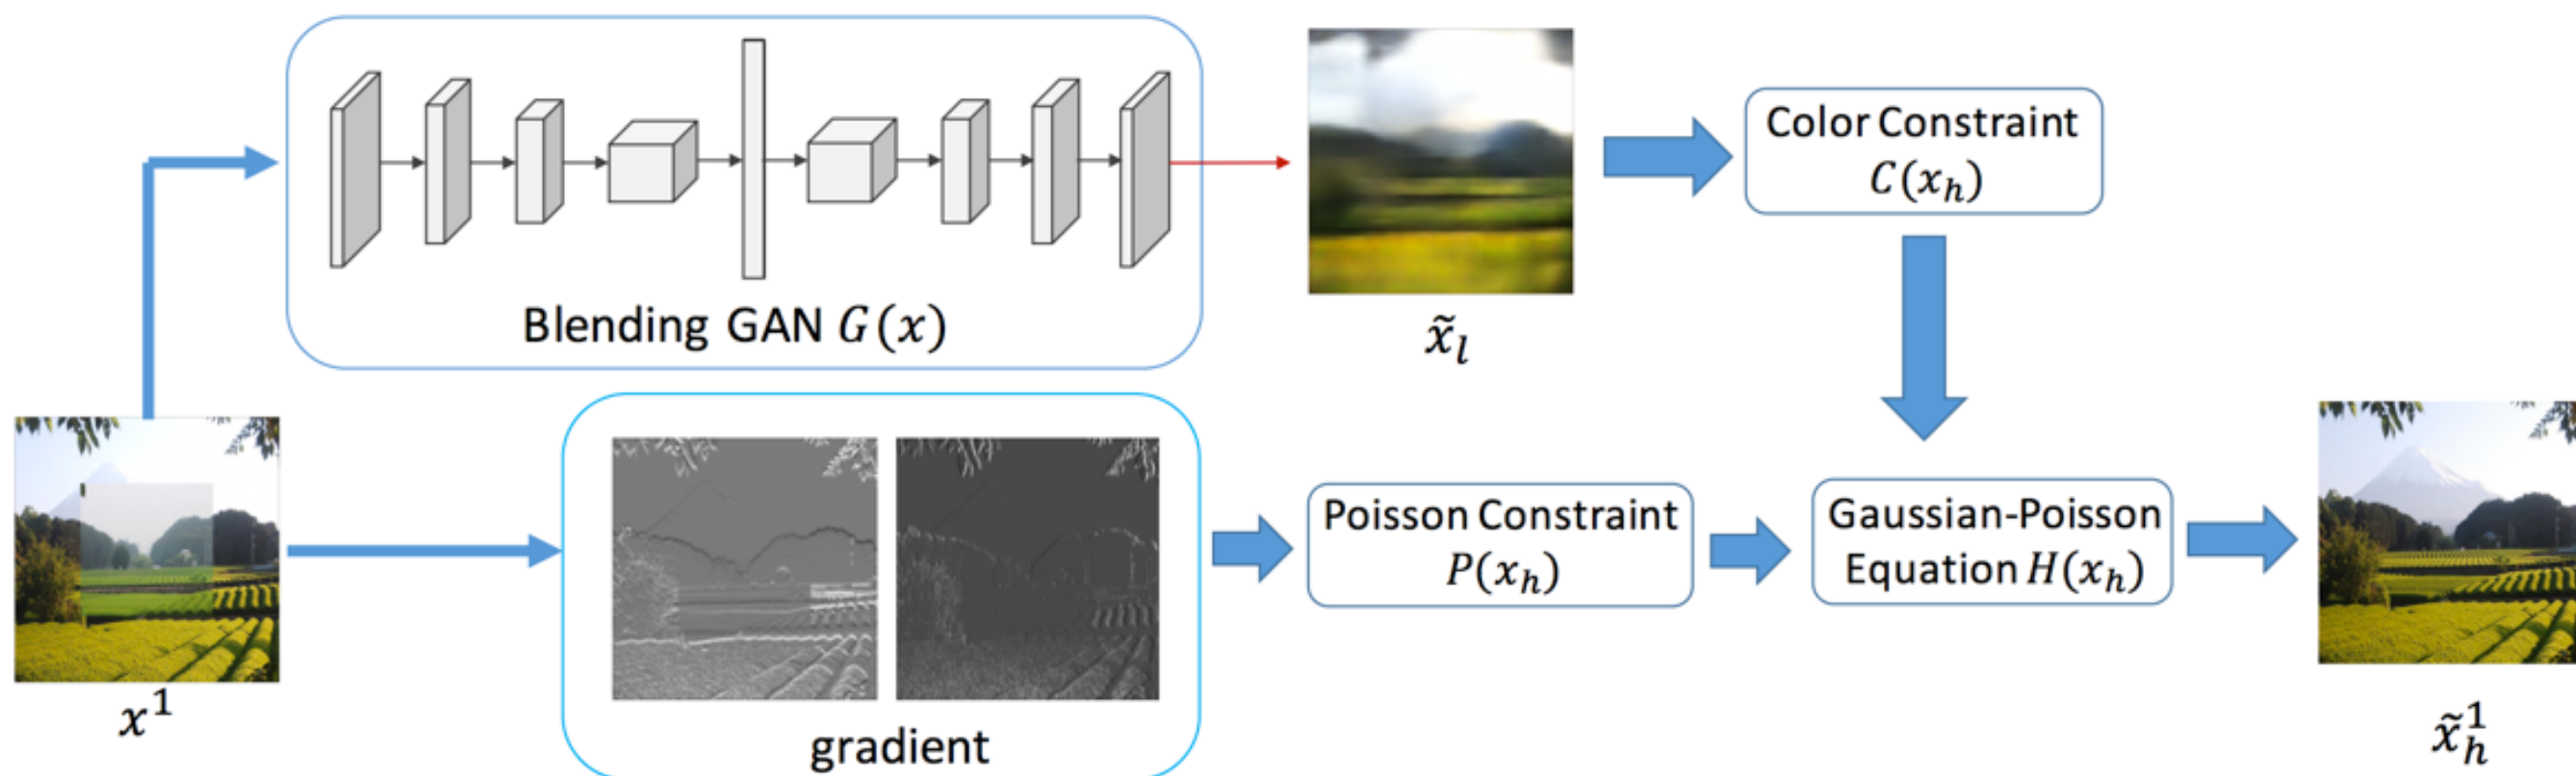 Blending GAN G(x)
x̃_l
Color Constraint
C(x_h)
x^1
gradient
Poisson Constraint
P(x_h)
Gaussian-Poisson
Equation H(x_h)
x̃_h^1